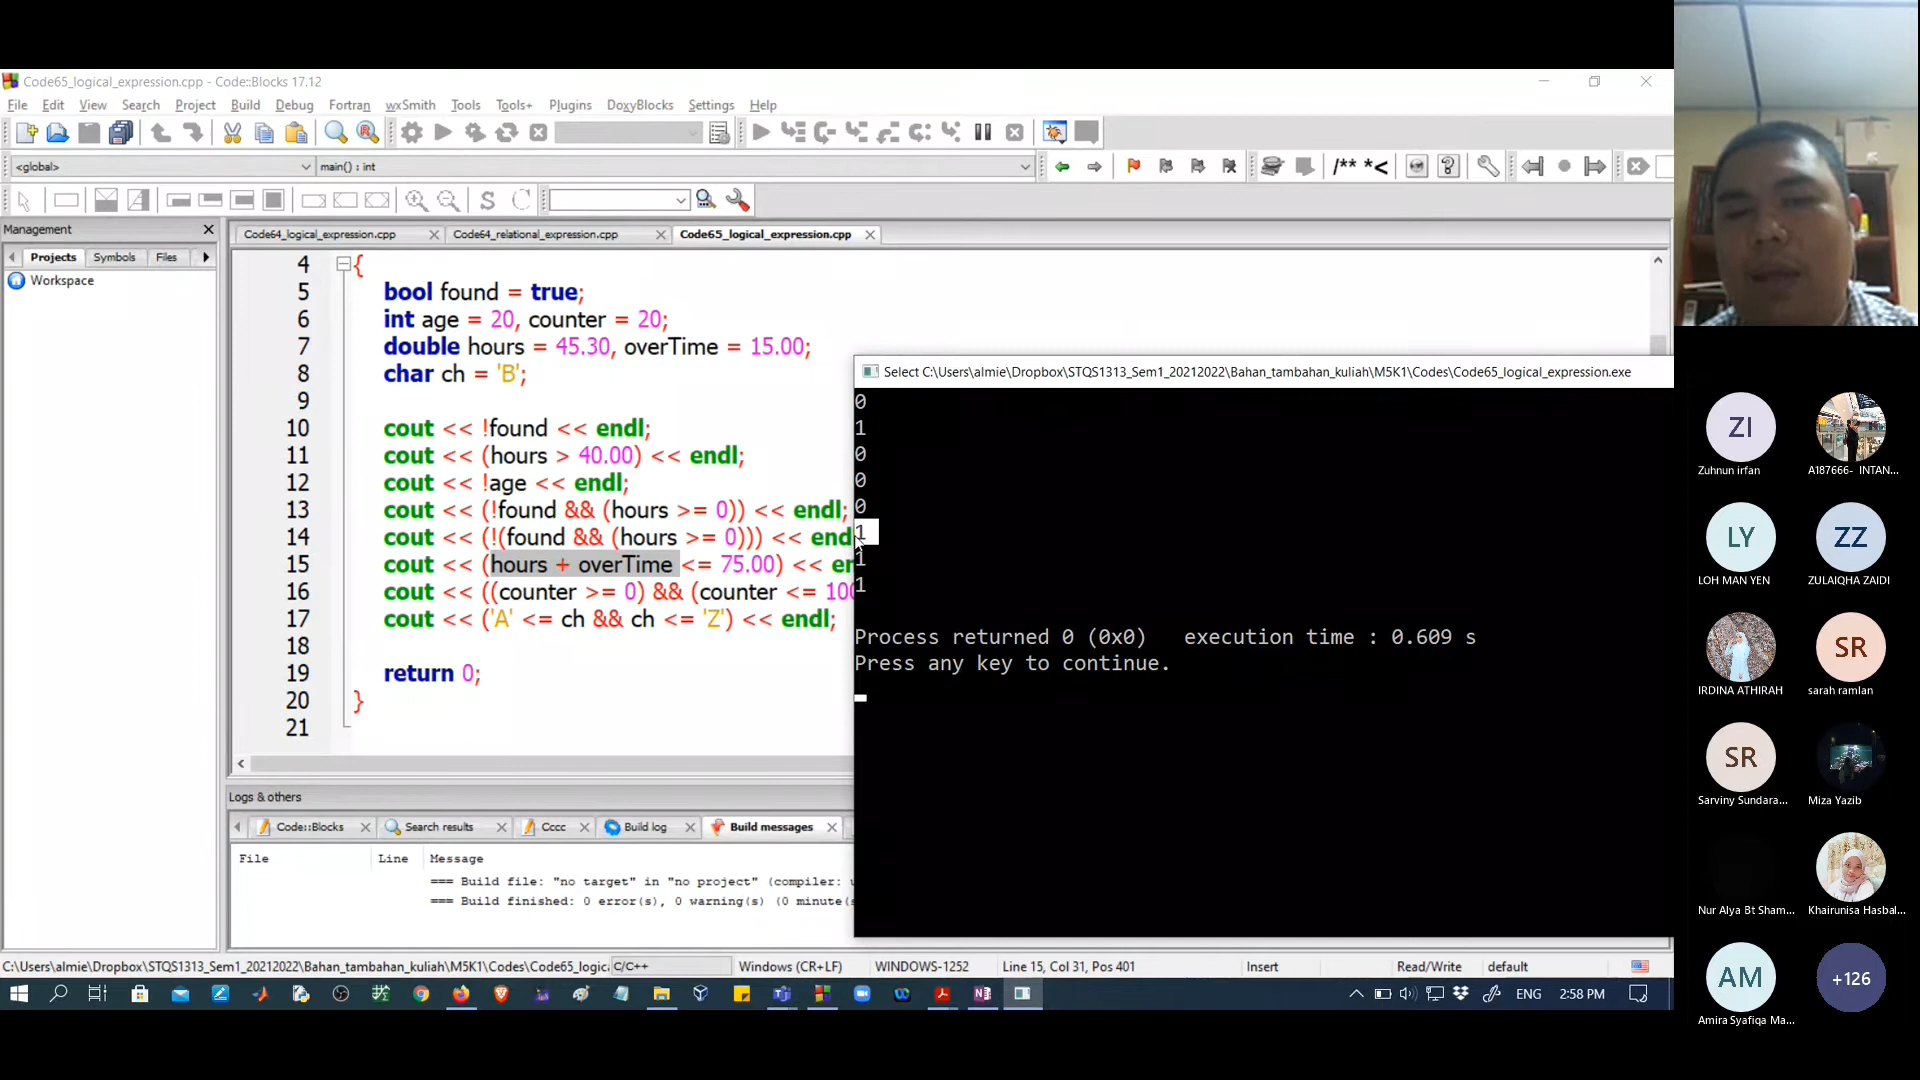 Code65_logical_expression.cpp - Code::Blocks 17.12
File Edit View Search Project Build Debug Fortran wxSmith Tools Tools+ Plugins DoxyBlocks Settings Help
<global> main() : int /** *<
S
Management
Projects Symbols Files
Workspace
Code64_logical_expression.cpp Code64_relational_expression.cpp Code65_logical_expression.cpp
4 {
5 bool found = true;
6 int age = 20, counter = 20;
7 double hours = 45.30, overTime = 15.00;
8 char ch = 'B';
9
10 cout << !found << endl;
11 cout << (hours > 40.00) << endl;
12 cout << !age << endl;
13 cout << (!found && (hours >= 0)) << endl;
14 cout << (!(found && (hours >= 0))) << end
15 cout << (hours + overTime <= 75.00) << en
16 cout << ((counter >= 0) && (counter <= 100
17 cout << ('A' <= ch && ch <= 'Z') << endl;
18
19 return 0;
20 }
21
Select C:\Users\almie\Dropbox\STQS1313_Sem1_20212022\Bahan_tambahan_kuliah\M5K1\Codes\Code65_logical_expression.exe
0
1
0
0
0
1
1
1
Process returned 0 (0x0) execution time : 0.609 s
Press any key to continue.
Logs & others
Code::Blocks Search results Cccc Build log Build messages
File Line Message
=== Build file: "no target" in "no project" (compiler: 
=== Build finished: 0 error(s), 0 warning(s) (0 minute(s
C:\Users\almie\Dropbox\STQS1313_Sem1_20212022\Bahan_tambahan_kuliah\M5K1\Codes\Code65_logic C/C++ Windows (CR+LF) WINDOWS-1252 Line 15, Col 31, Pos 401 Insert Read/Write default
ENG 2:58 PM
ZI
Zuhnun irfan
A187666- INTAN...
LY
LOH MAN YEN
ZZ
ZULAIQHA ZAIDI
IRDINA ATHIRAH
SR
sarah ramlan
SR
Sarviny Sundara...
Miza Yazib
Nur Alya Bt Sham...
Khairunisa Hasbal...
AM
Amira Syafiqa Ma...
+126